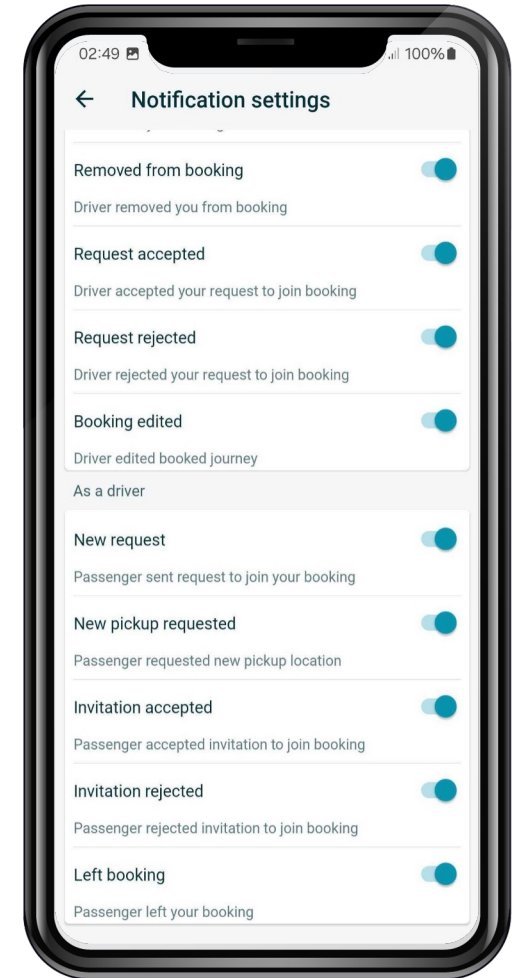 02:49
100%
Notification settings
Removed from booking
Driver removed you from booking
Request accepted
Driver accepted your request to join booking
Request rejected
Driver rejected your request to join booking
Booking edited
Driver edited booked journey
As a driver
New request
Passenger sent request to join your booking
New pickup requested
Passenger requested new pickup location
Invitation accepted
Passenger accepted invitation to join booking
Invitation rejected
Passenger rejected invitation to join booking
Left booking
Passenger left your booking